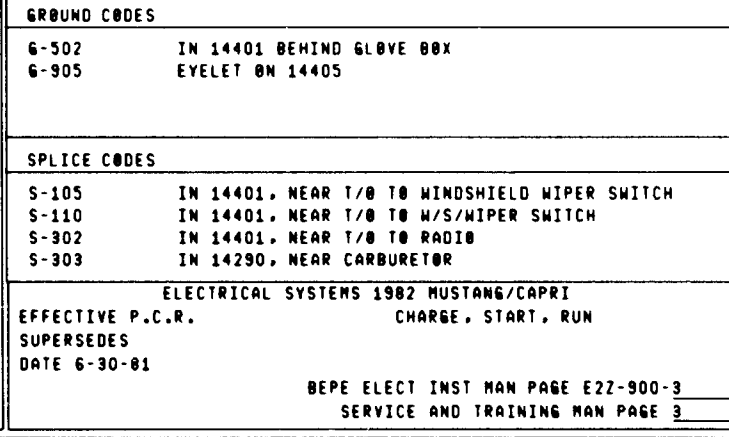 GROUND CODES
G-502 IN 14401 BEHIND GLOVE BOX
G-905 EYELET ON 14405
SPLICE CODES
S-105 IN 14401, NEAR T/O TO WINDSHIELD WIPER SWITCH
S-110 IN 14401, NEAR T/O TO W/S/WIPER SWITCH
S-302 IN 14401, NEAR T/O TO RADIO
S-303 IN 14290, NEAR CARBURETOR
ELECTRICAL SYSTEMS 1982 MUSTANG/CAPRI
EFFECTIVE P.C.R. CHARGE, START, RUN
SUPERSEDES
DATE 6-30-81
BEPE ELECT INST MAN PAGE E2Z-900-3
SERVICE AND TRAINING MAN PAGE 3